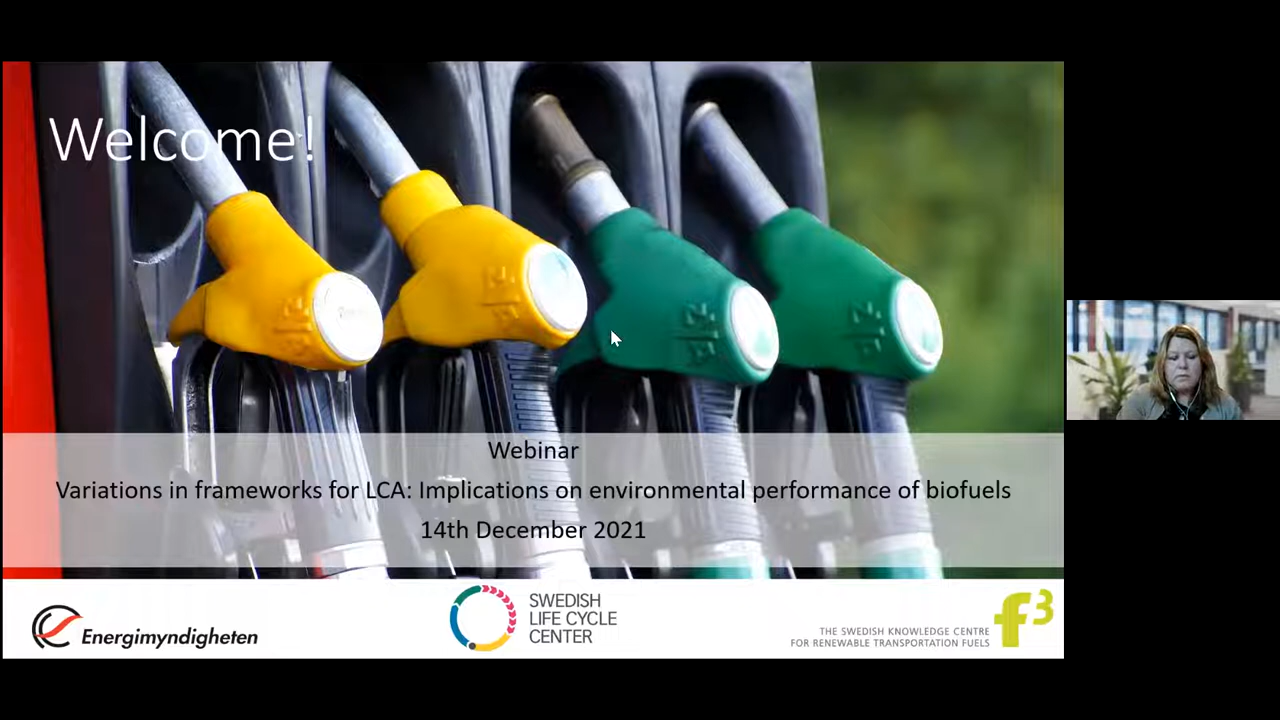 Welcome!
Webinar
Variations in frameworks for LCA: Implications on environmental performance of biofuels
14th December 2021
Energimyndigheten
SWEDISH
LIFE CYCLE
CENTER
THE SWEDISH KNOWLEDGE CENTRE
FOR RENEWABLE TRANSPORTATION FUELS
f3